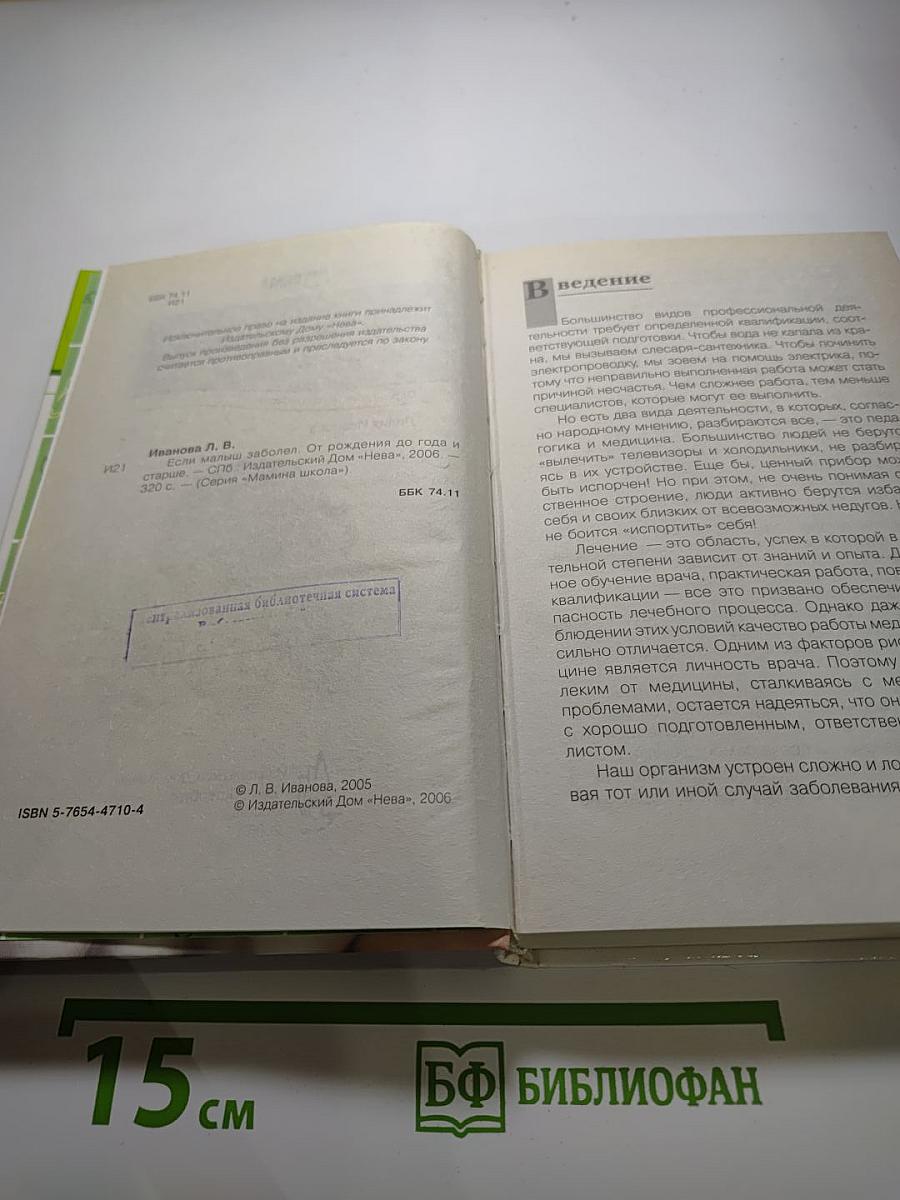 ББК 74.11
И21
Исключительное право на издание книги принадлежит
Издательскому Дому «Нева».
Выпуск произведения без разрешения издательства
считается противоправным и преследуется по закону.
Иванова Л. В.
И21 Если малыш заболел. От рождения до года и
старше. — СПб.: Издательский Дом «Нева», 2006. —
320 с. — (Серия «Мамина школа»)
ББК 74.11
библиотечная система
ISBN 5-7654-4710-4
© Л. В. Иванова, 2005
© Издательский Дом «Нева», 2006
Введение
Большинство видов профессиональной дея-
тельности требует определенной квалификации, соот-
ветствующей подготовки. Чтобы вода не капала из кра-
на, мы вызываем слесаря-сантехника. Чтобы починить
электропроводку, мы зовем на помощь электрика, по-
тому что неправильно выполненная работа может стать
причиной несчастья. Чем сложнее работа, тем меньше
специалистов, которые могут ее выполнить.
Но есть два вида деятельности, в которых, соглас-
но народному мнению, разбираются все, — это педа-
гогика и медицина. Большинство людей не берутс
«вылечить» телевизоры и холодильники, не разбир
ясь в их устройстве. Еще бы, ценный прибор мож
быть испорчен! Но при этом, не очень понимая с
ственное строение, люди активно берутся изба
себя и своих близких от всевозможных недугов. Н
не боится «испортить» себя!
Лечение — это область, успех в которой в
тельной степени зависит от знаний и опыта. Д
ное обучение врача, практическая работа, пов
квалификации — все это призвано обеспечи
пасность лечебного процесса. Однако даж
блюдении этих условий качество работы мед
сильно отличается. Одним из факторов рис
цине является личность врача. Поэтому
леким от медицины, сталкиваясь с ме
проблемами, остается надеяться, что он
с хорошо подготовленным, ответствен
листом.
Наш организм устроен сложно и ло
вая тот или иной случай заболевания
15 см
БФ БИБЛИОФАН